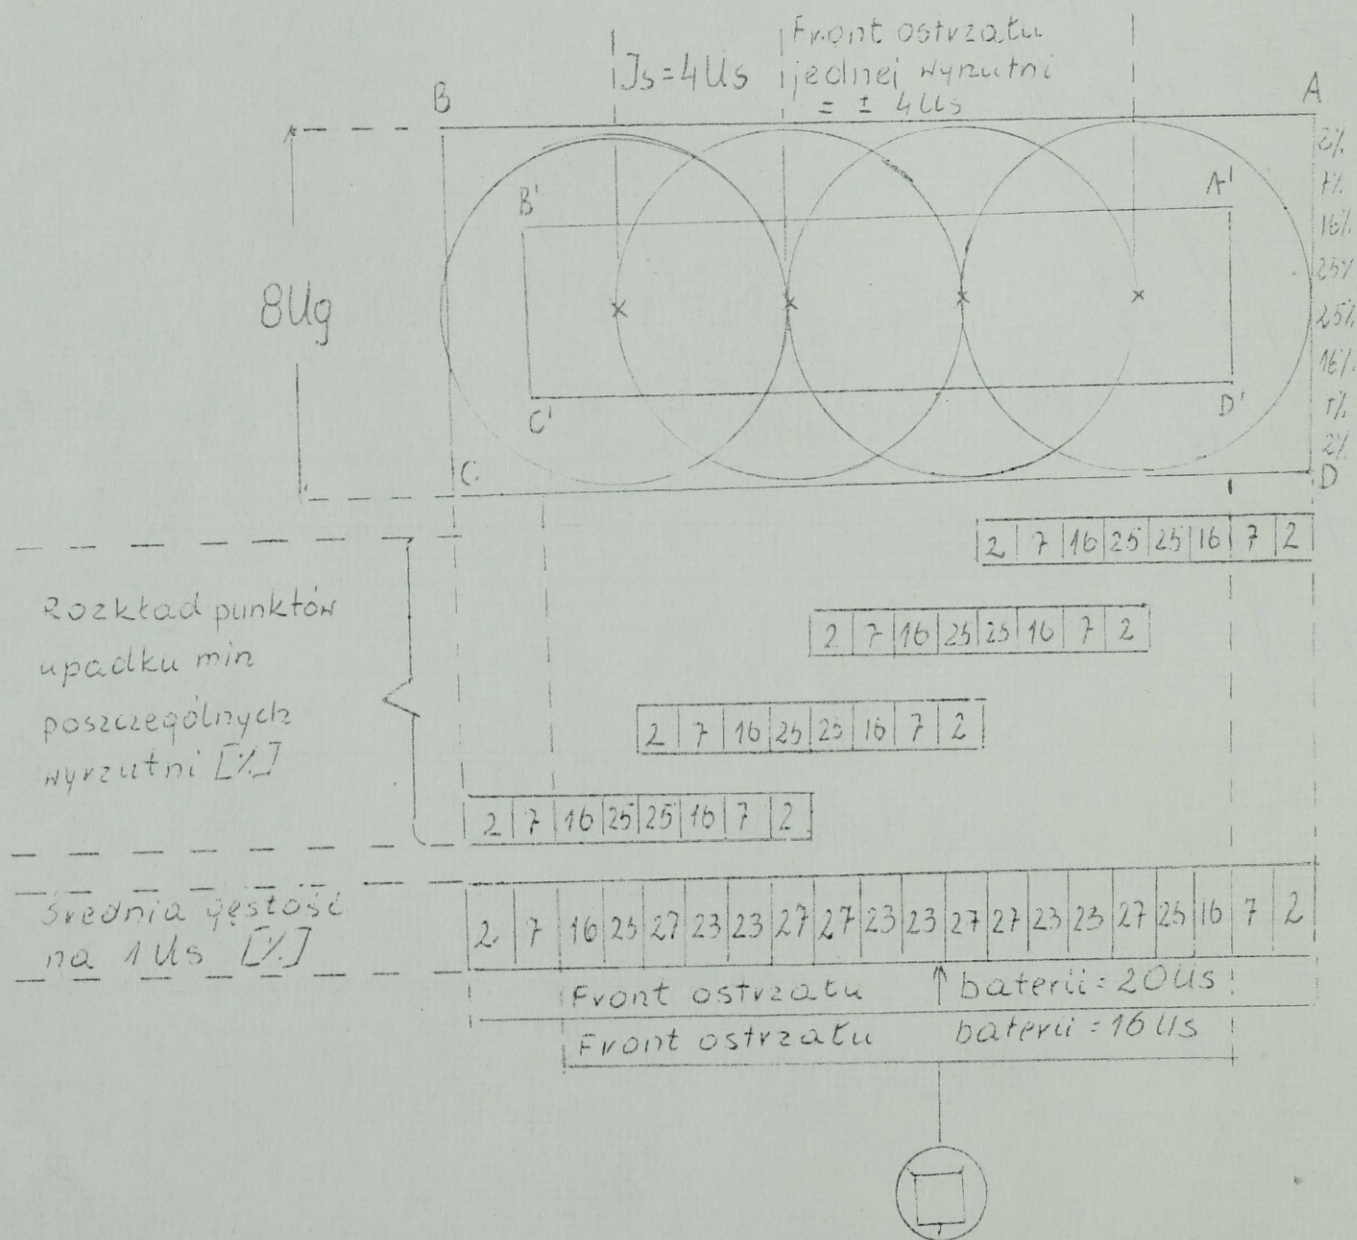 Front ostrzału
Js=4Us jednej wyrzutni
= ± 4Us
B A
2%
7%
B' A'
16%
25%
8Ug
25%
16%
C' D'
7%
2%
C D
2 7 16 25 25 16 7 2
Rozkład punktów
2 7 16 25 25 16 7 2
upadku min
poszczególnych
2 7 16 25 25 16 7 2
wyrzutni [%]
2 7 16 25 25 16 7 2
Średnia gęstość
2 7 16 25 27 23 23 27 27 23 23 27 27 23 23 27 25 16 7 2
na 1 Us [%]
Front ostrzału baterii = 20Us
Front ostrzału baterii = 16 Us